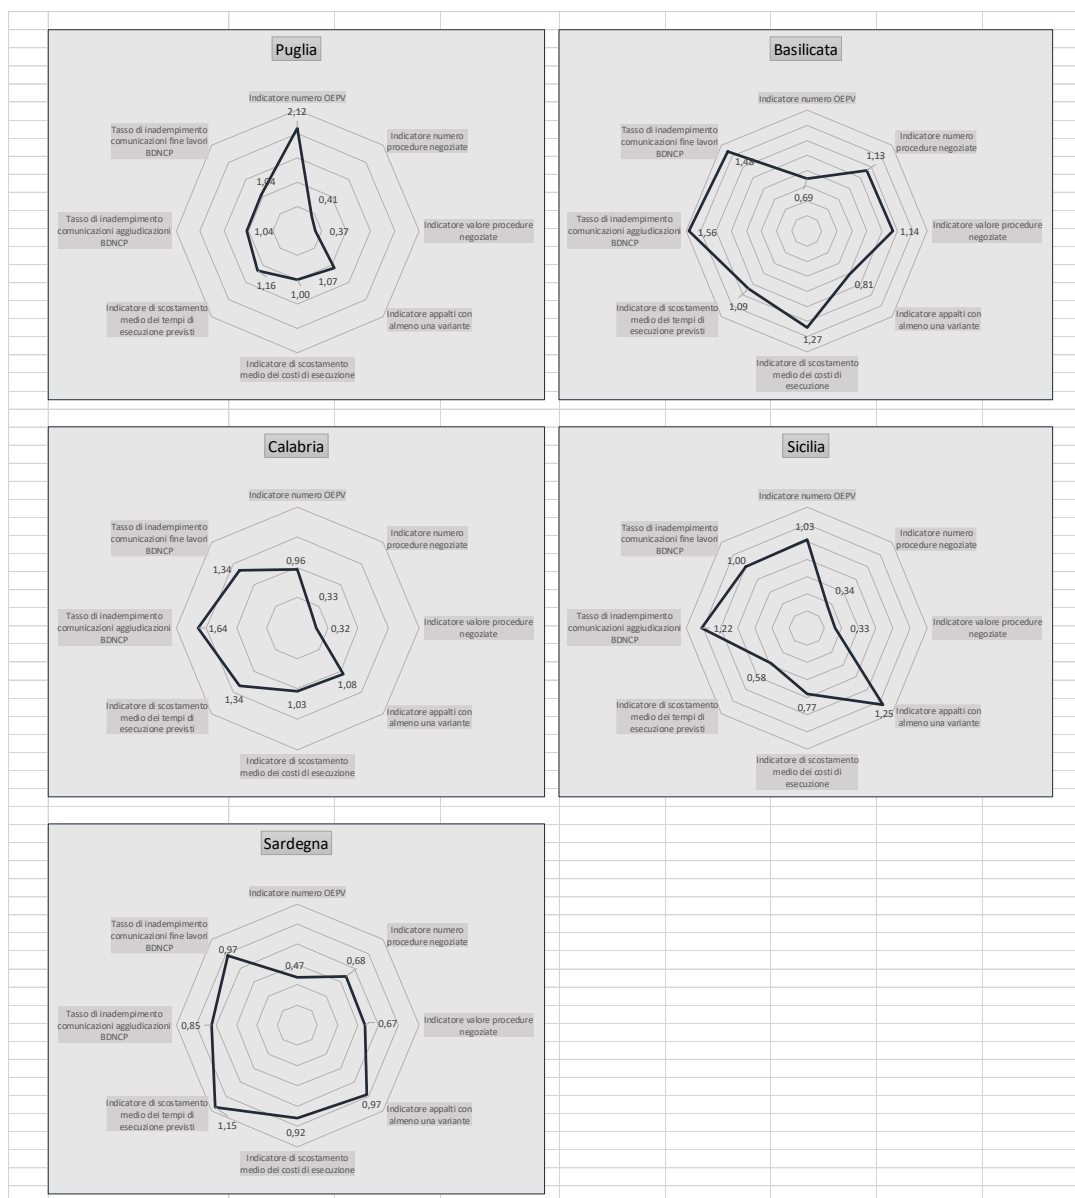 Puglia
Indicatore numero OEPV
2,12
Tasso di inadempimento
comunicazioni fine lavori
BDNCP
Indicatore numero
procedure negoziate
1,04
0,41
Tasso di inadempimento
comunicazioni aggiudicazioni
BDNCP
1,04
0,37
Indicatore valore procedure
negoziate
1,16
1,07
1,00
Indicatore di scostamento
medio dei tempi di
esecuzione previsti
Indicatore appalti con
almeno una variante
Indicatore di scostamento
medio dei costi di esecuzione
Basilicata
Indicatore numero OEPV
Tasso di inadempimento
comunicazioni fine lavori
BDNCP
Indicatore numero
procedure negoziate
1,48
1,13
0,69
Tasso di inadempimento
comunicazioni aggiudicazioni
BDNCP
1,56
1,14
Indicatore valore procedure
negoziate
0,81
1,09
Indicatore di scostamento
medio dei tempi di
esecuzione previsti
Indicatore appalti con
almeno una variante
1,27
Indicatore di scostamento
medio dei costi di
esecuzione
Calabria
Indicatore numero OEPV
Tasso di inadempimento
comunicazioni fine lavori
BDNCP
Indicatore numero
procedure negoziate
0,96
1,34
0,33
Tasso di inadempimento
comunicazioni aggiudicazioni
BDNCP
1,64
0,32
Indicatore valore procedure
negoziate
1,08
1,34
1,03
Indicatore di scostamento
medio dei tempi di
esecuzione previsti
Indicatore appalti con
almeno una variante
Indicatore di scostamento
medio dei costi di esecuzione
Sicilia
Indicatore numero OEPV
1,03
Tasso di inadempimento
comunicazioni fine lavori
BDNCP
Indicatore numero
procedure negoziate
1,00
0,34
Tasso di inadempimento
comunicazioni aggiudicazioni
BDNCP
1,22
0,33
Indicatore valore procedure
negoziate
0,58
0,77
1,25
Indicatore di scostamento
medio dei tempi di
esecuzione previsti
Indicatore appalti con
almeno una variante
Indicatore di scostamento
medio dei costi di
esecuzione
Sardegna
Indicatore numero OEPV
Tasso di inadempimento
comunicazioni fine lavori
BDNCP
Indicatore numero
procedure negoziate
0,97
0,47
0,68
Tasso di inadempimento
comunicazioni aggiudicazioni
BDNCP
0,85
0,67
Indicatore valore procedure
negoziate
Indicatore di scostamento
medio dei tempi di
esecuzione previsti
0,97
Indicatore appalti con
almeno una variante
1,15
0,92
Indicatore di scostamento
medio dei costi di esecuzione